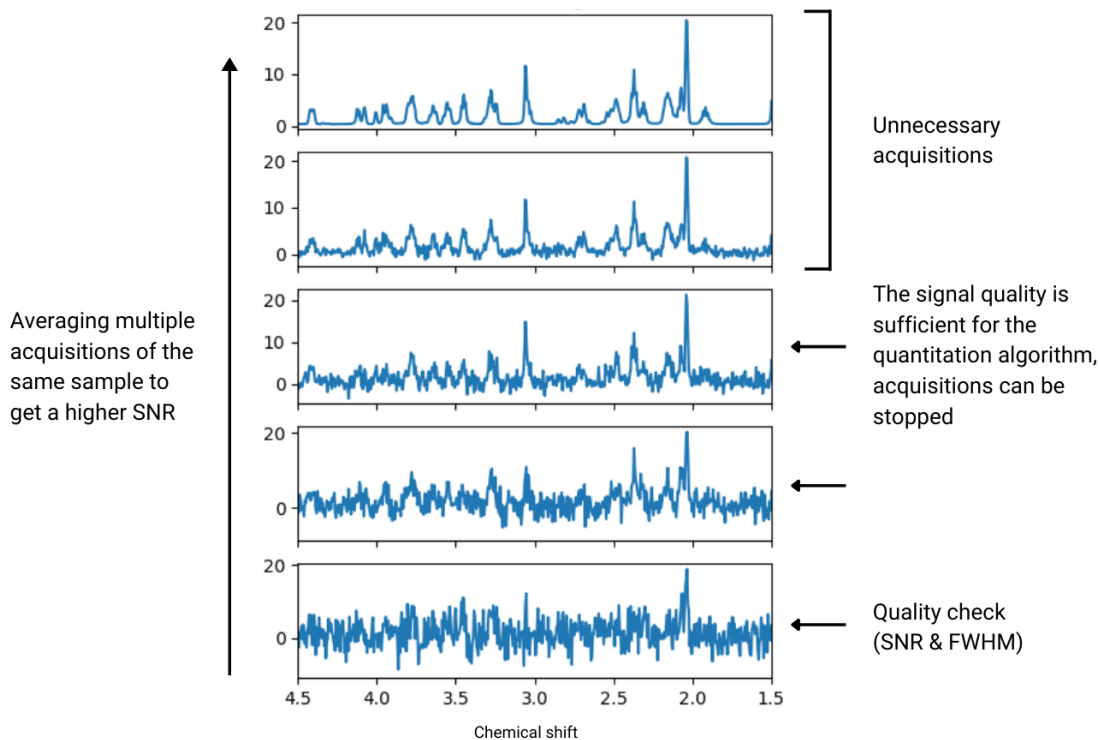 20
10
0
Unnecessary
acquisitions
20
10
0
Averaging multiple
acquisitions of the
same sample to
get a higher SNR
20
10
0
The signal quality is
sufficient for the
quantitation algorithm,
acquisitions can be
stopped
20
0
20
0
Quality check
(SNR & FWHM)
4.5 4.0 3.5 3.0 2.5 2.0 1.5
Chemical shift